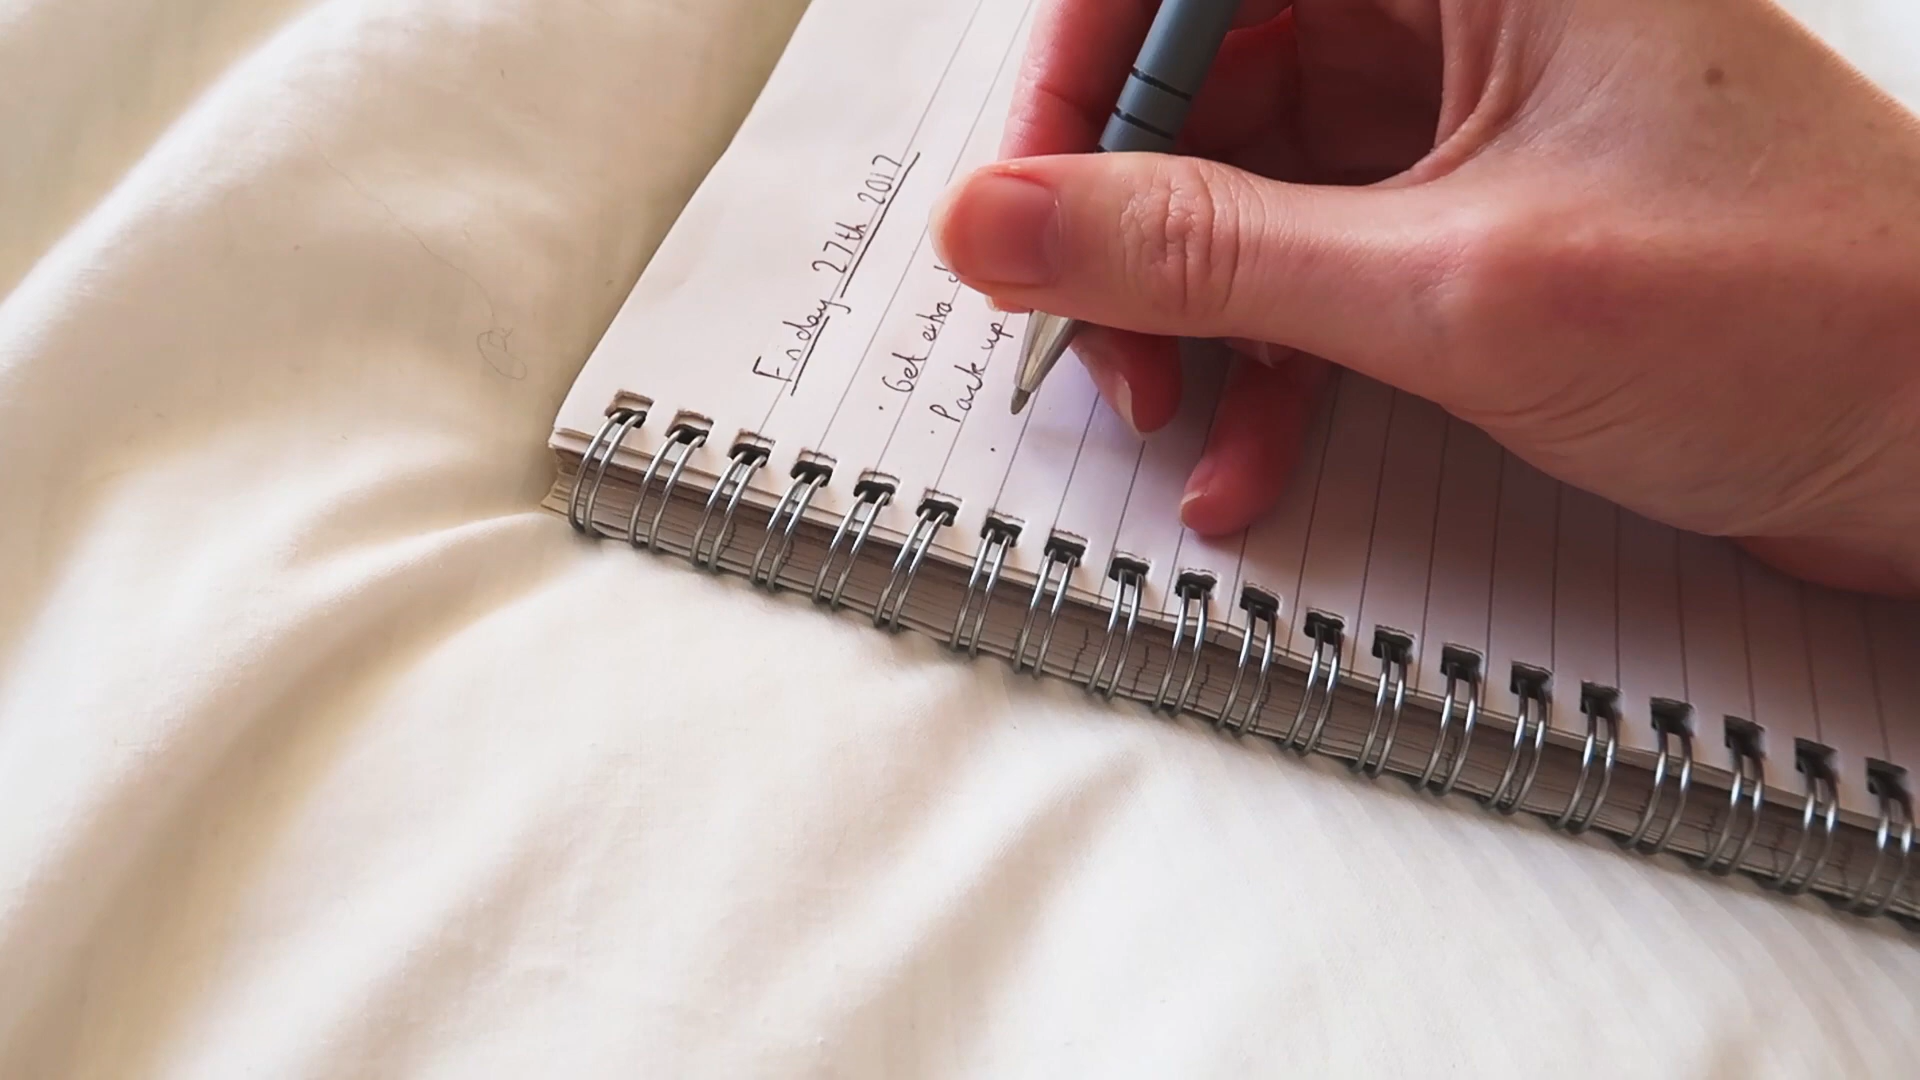 Friday 27th 2017
· Get extra
· Pack up
·